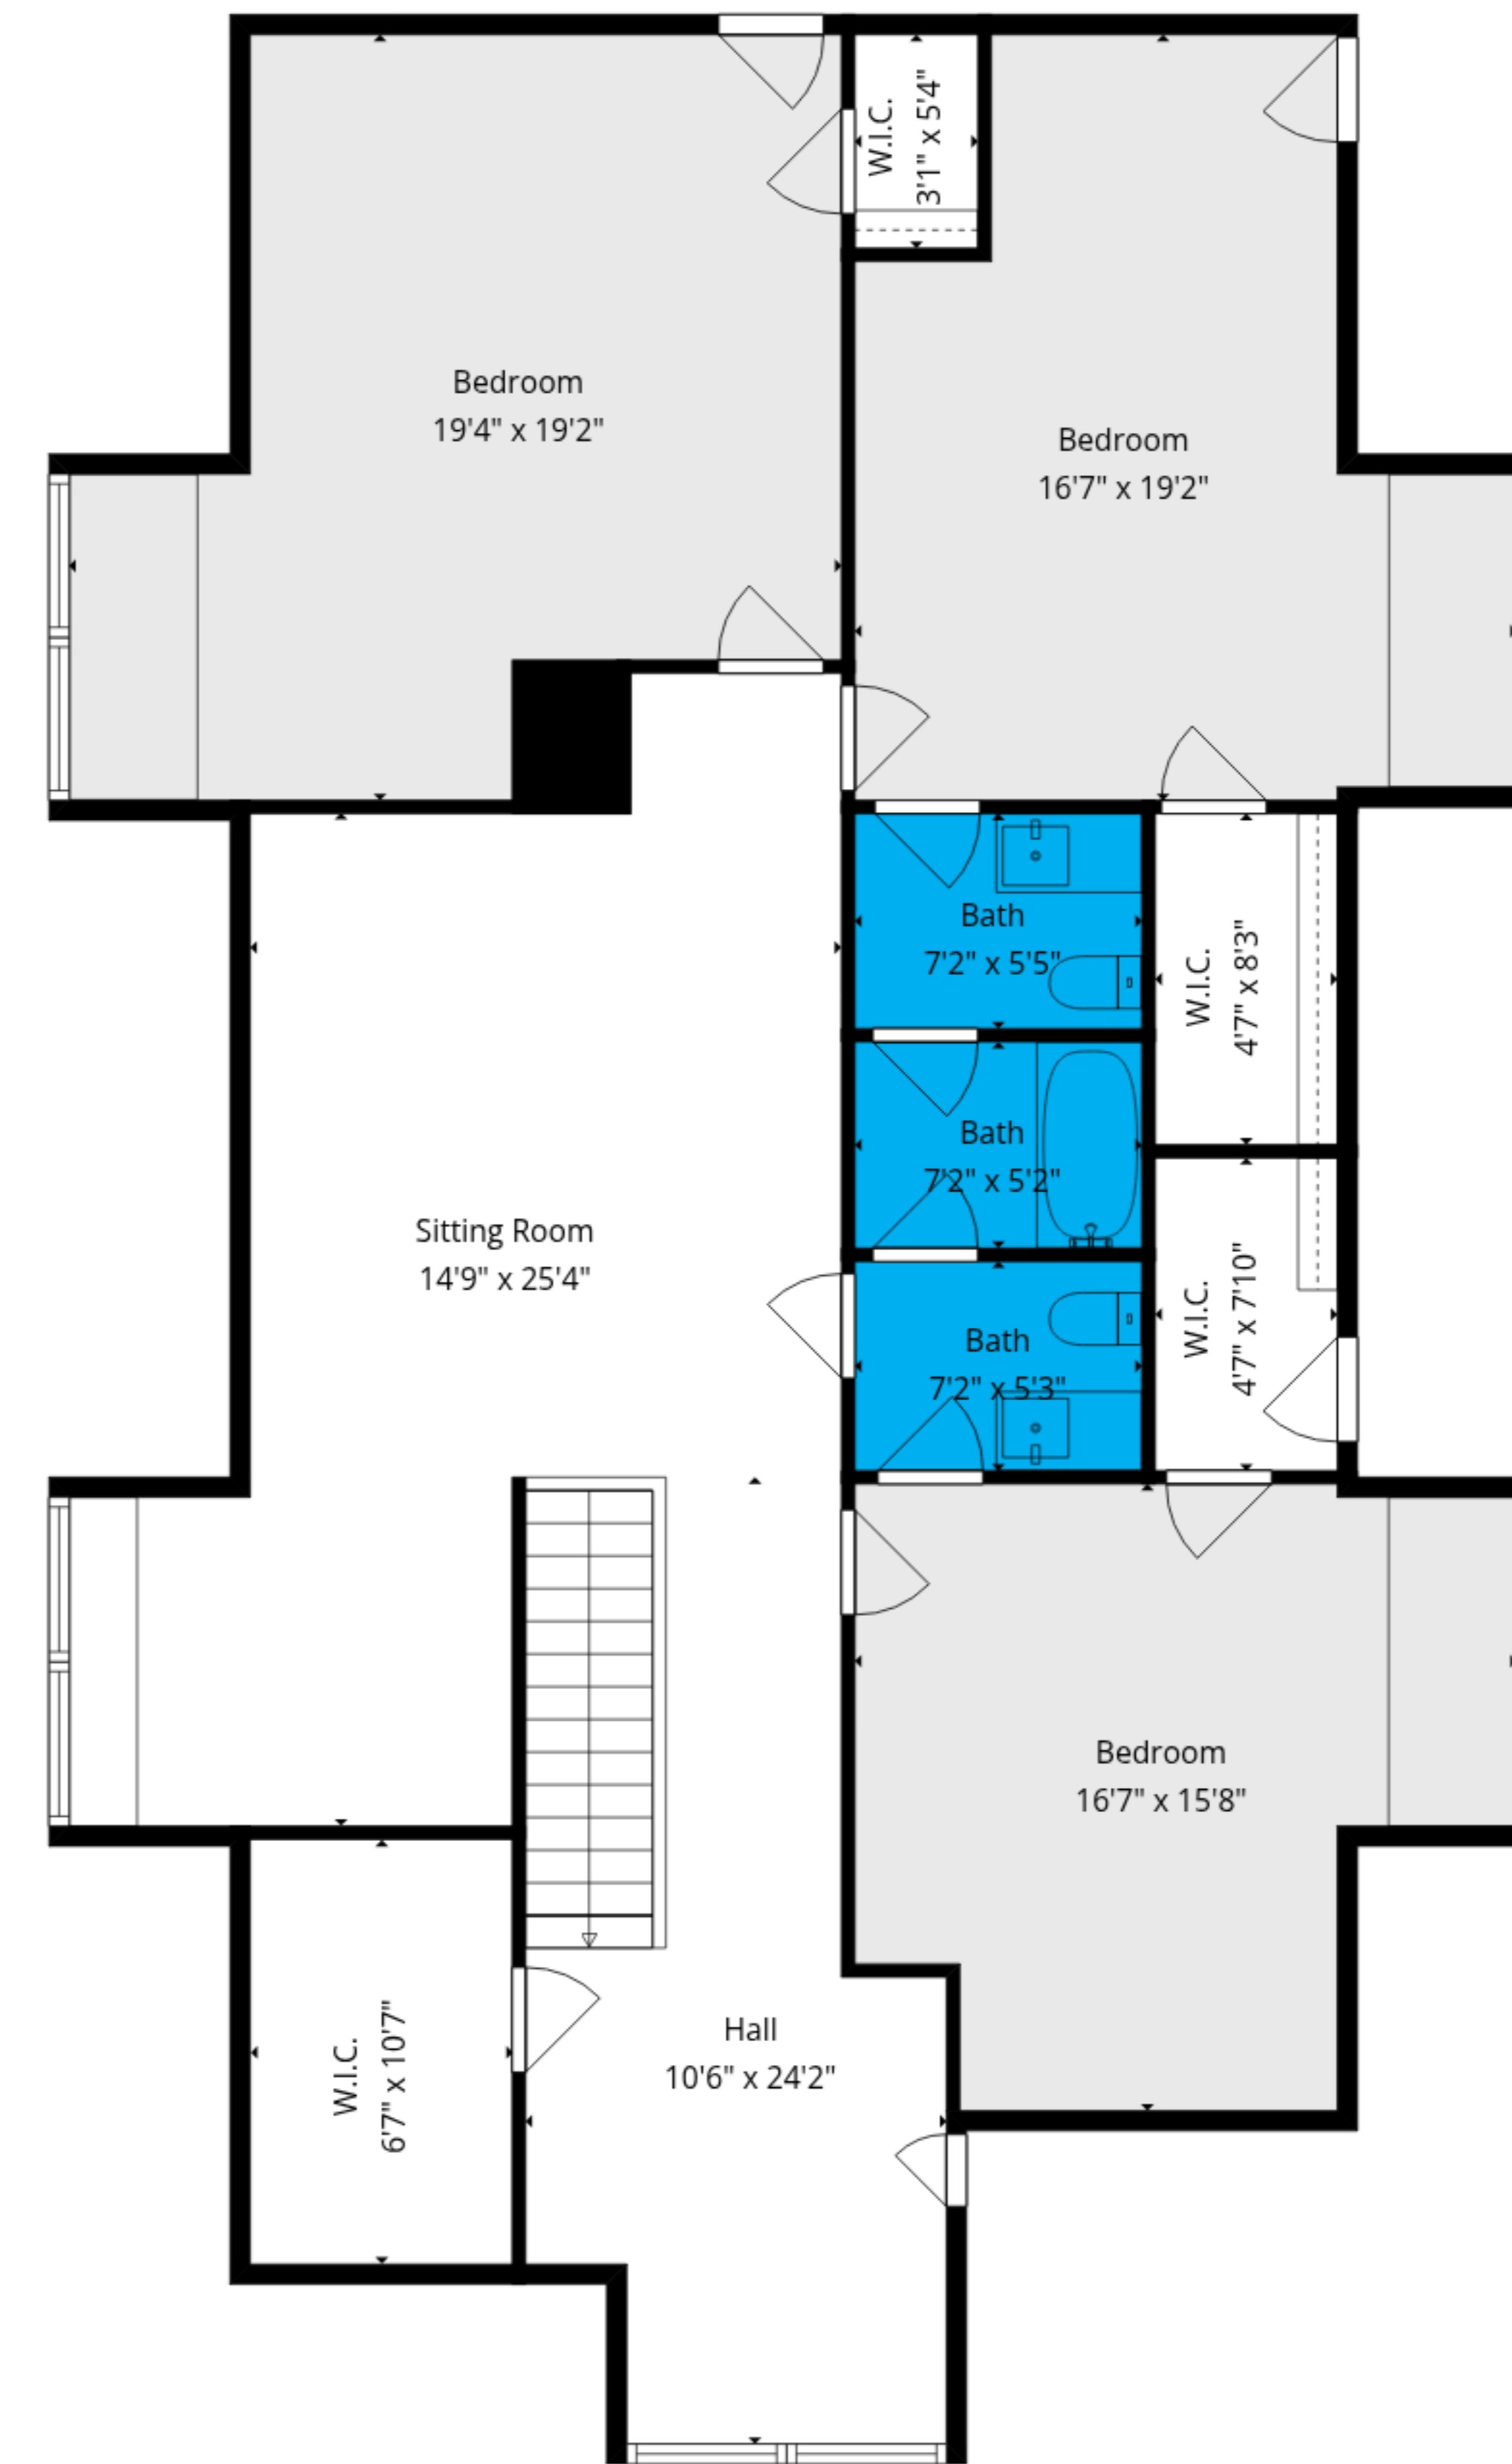 W.I.C.
3'1" x 5'4"
Bedroom
19'4" x 19'2"
Bedroom
16'7" x 19'2"
Bath
7'2" x 5'5"
W.I.C.
4'7" x 8'3"
Bath
7'2" x 5'2"
Sitting Room
14'9" x 25'4"
Bath
7'2" x 5'3"
W.I.C.
4'7" x 7'10"
Bedroom
16'7" x 15'8"
Hall
10'6" x 24'2"
W.I.C.
6'7" x 10'7"